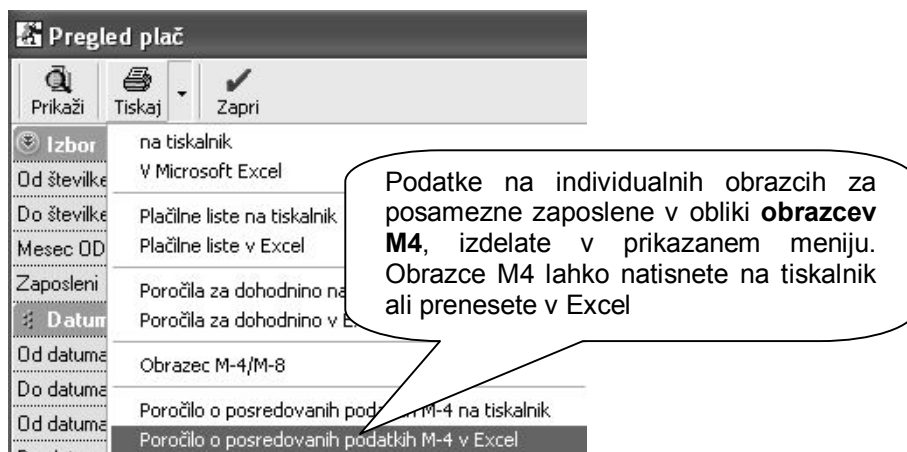 Pregled plač
Prikaži
Tiskaj
Zapri
Izbor
Od številke
Do številke
Mesec OD
Zaposleni
Datum
Od datuma
Do datuma
Od datuma
na tiskalnik
V Microsoft Excel
Plačilne liste na tiskalnik
Plačilne liste v Excel
Poročila za dohodnino na
Poročila za dohodnino v E
Obrazec M-4/M-8
Poročilo o posredovanih podatkih M-4 na tiskalnik
Poročilo o posredovanih podatkih M-4 v Excel
Podatke na individualnih obrazcih za
posamezne zaposlene v obliki obrazcev
M4, izdelate v prikazanem meniju.
Obrazce M4 lahko natisnete na tiskalnik
ali prenesete v Excel